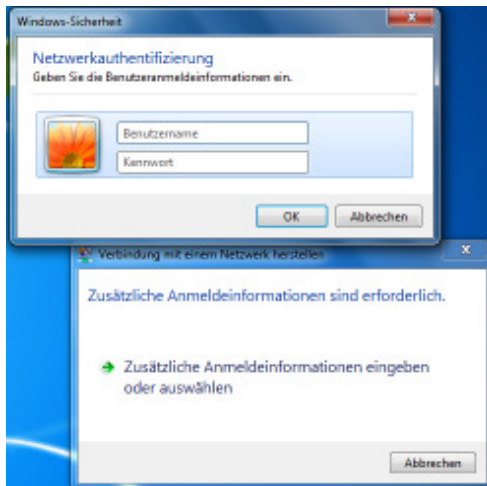 Windows-Sicherheit
Netzwerkauthentifizierung
Geben Sie die Benutzeranmeldeinformationen ein.
Benutzername
Kennwort
OK
Abbrechen
Verbindung mit einem Netzwerk herstellen
Zusätzliche Anmeldeinformationen sind erforderlich.
Zusätzliche Anmeldeinformationen eingeben
oder auswählen
Abbrechen